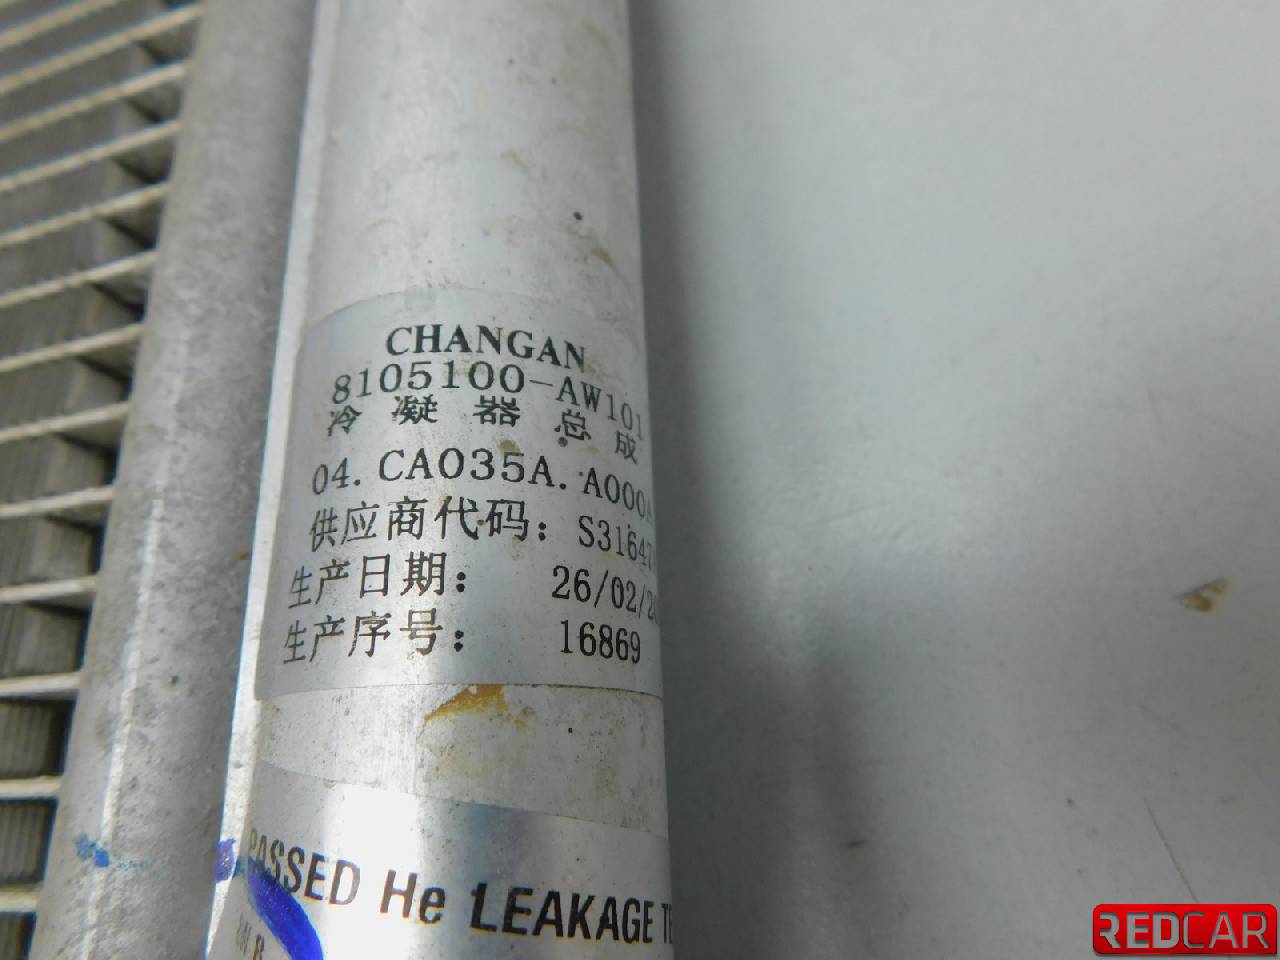 CHANGAN
8105100-AW101
冷凝器总成
04.CA035A.A000
供应商代码: S3164
生产日期: 26/02/2
生产序号: 16869
PASSED He LEAKAGE
REDCAR